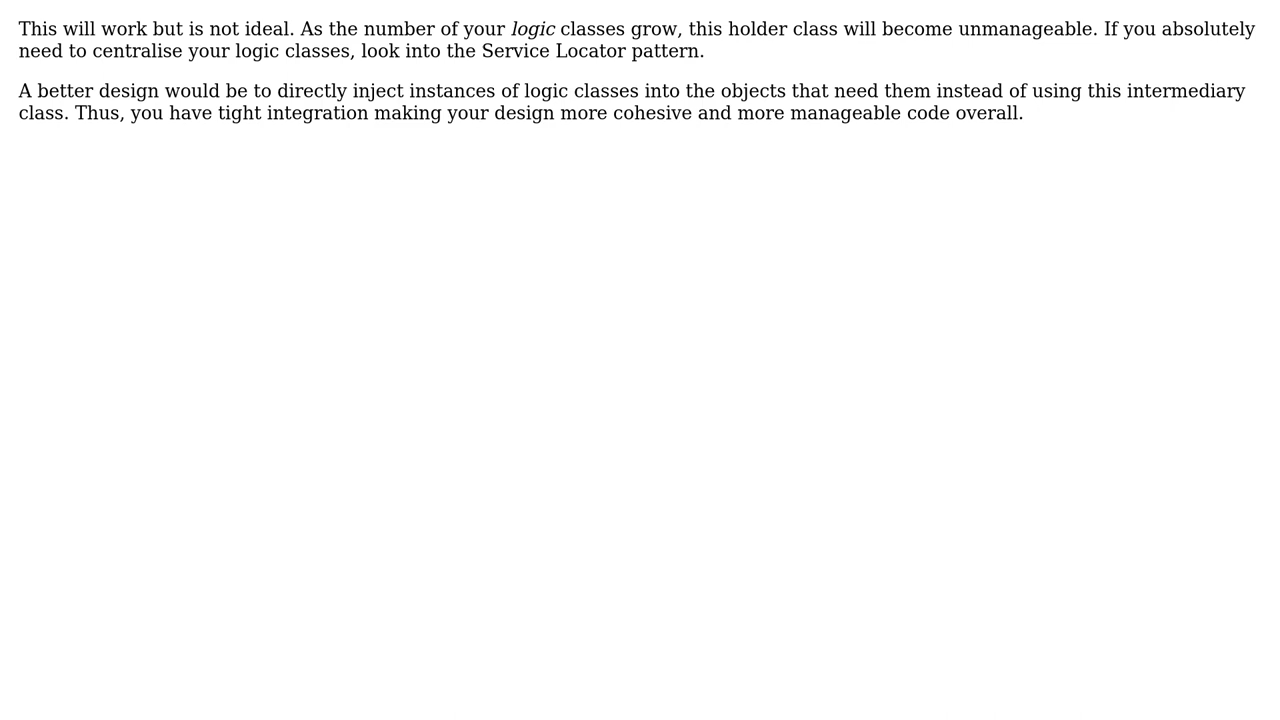 This will work but is not ideal. As the number of your logic classes grow, this holder class will become unmanageable. If you absolutely
need to centralise your logic classes, look into the Service Locator pattern.
A better design would be to directly inject instances of logic classes into the objects that need them instead of using this intermediary
class. Thus, you have tight integration making your design more cohesive and more manageable code overall.